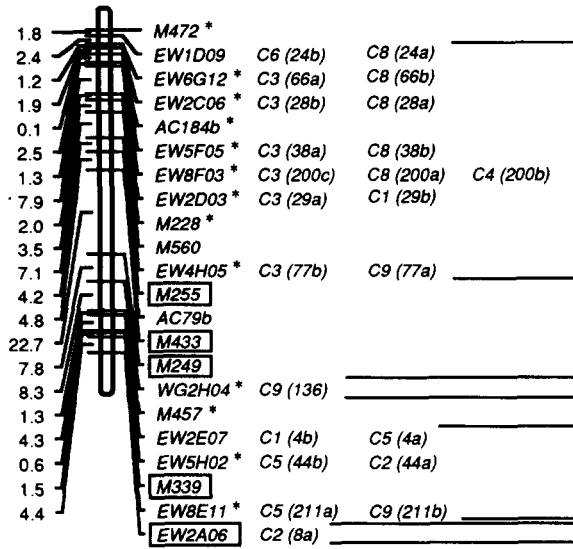 M472 *
1.8
EW1D09 C6 (24b) C8 (24a)
2.4
EW6G12 * C3 (66a) C8 (66b)
1.2
EW2C06 * C3 (28b) C8 (28a)
1.9
AC184b *
0.1
EW5F05 * C3 (38a) C8 (38b)
2.5
EW8F03 * C3 (200c) C8 (200a) C4 (200b)
1.3
EW2D03 * C3 (29a) C1 (29b)
7.9
M228 *
2.0
M560
3.5
EW4H05 * C3 (77b) C9 (77a)
7.1
M255
4.2
AC79b
4.8
M433
22.7
M249
7.8
WG2H04 * C9 (136)
8.3
M457 *
1.3
EW2E07 C1 (4b) C5 (4a)
4.3
EW5H02 * C5 (44b) C2 (44a)
0.6
M339
1.5
EW8E11 * C5 (211a) C9 (211b)
4.4
EW2A06 C2 (8a)